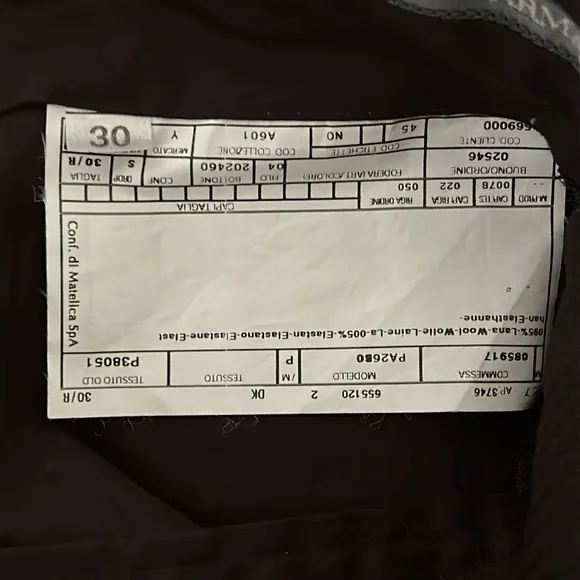 AP.3746 655120 2 DK 30/R
COMMESSA MODELLO /M TESSUTO TESSUTO OLD
085917 PA26B0 P P38051
095%-Lana-Wool-Wolle-Laine-La-005%-Elastan-Elastano-Elastane-Elast
han-Elasthanne-
Conf. di Matelica SpA
CAPI TAGLIA
M/PROD CAPI TES CAPI RIGA RIGA ORDINE
0078 022 050
BUONO/ORDINE FODERA (ART./COLORE) FILO BOTTONE CONF DROP TAGLIA
02546 04 202460 S 30/R
COD. CLIENTE COD ETICHETTE COD COLLEZIONE MERCATO
669000 45 NO A601 Y 30